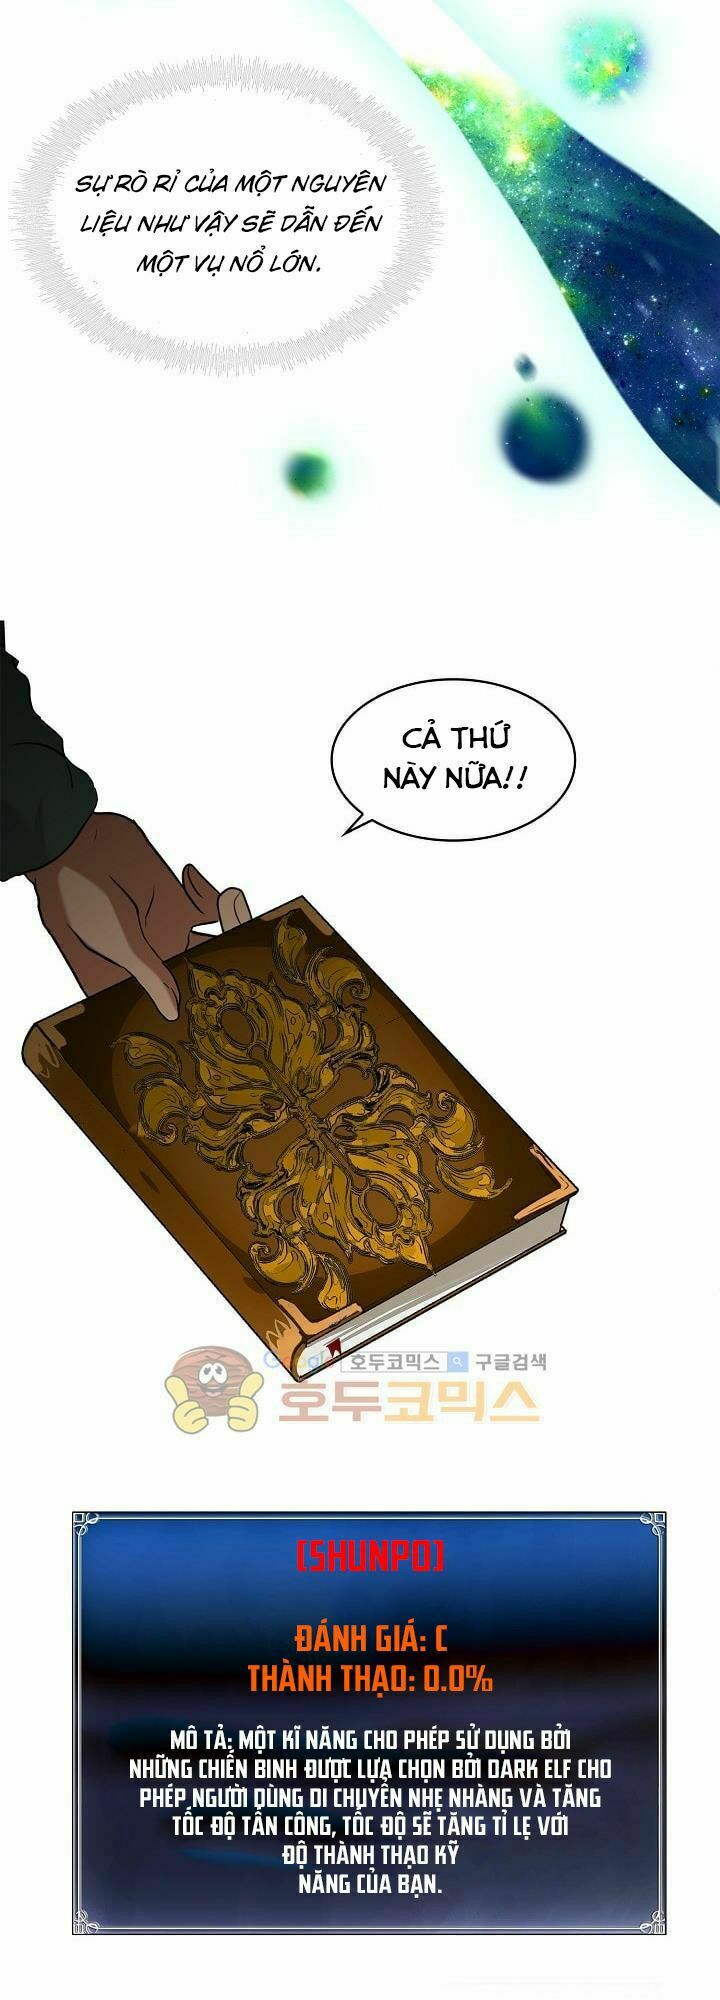 SỰ RÒ RỈ CỦA MỘT NGUYÊN
LIỆU NHƯ VẬY SẼ DẪN ĐẾN
MỘT VỤ NỔ LỚN.
CẢ THỨ
NÀY NỮA!!
Google 호두코믹스 구글검색
호두코믹스
[SHUNPO]
ĐÁNH GIÁ: C
THÀNH THẠO: 0.0%
MÔ TẢ: MỘT KĨ NĂNG CHO PHÉP SỬ DỤNG BỞI
NHỮNG CHIẾN BINH ĐƯỢC LỰA CHỌN BỞI DARK ELF CHO
PHÉP NGƯỜI DÙNG DI CHUYỂN NHẸ NHÀNG VÀ TĂNG
TỐC ĐỘ TẤN CÔNG, TỐC ĐỘ SẼ TĂNG TỈ LỆ VỚI
ĐỘ THÀNH THẠO KỸ
NĂNG CỦA BẠN.